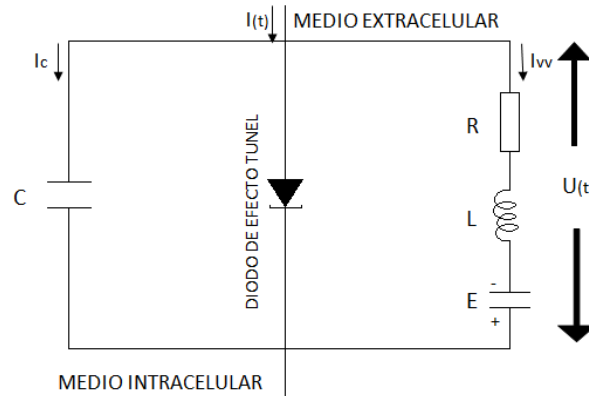 I(t)
MEDIO EXTRACELULAR
Ic
Ivv
R
DIODO DE EFECTO TUNEL
C
U(t
L
-
E
+
MEDIO INTRACELULAR